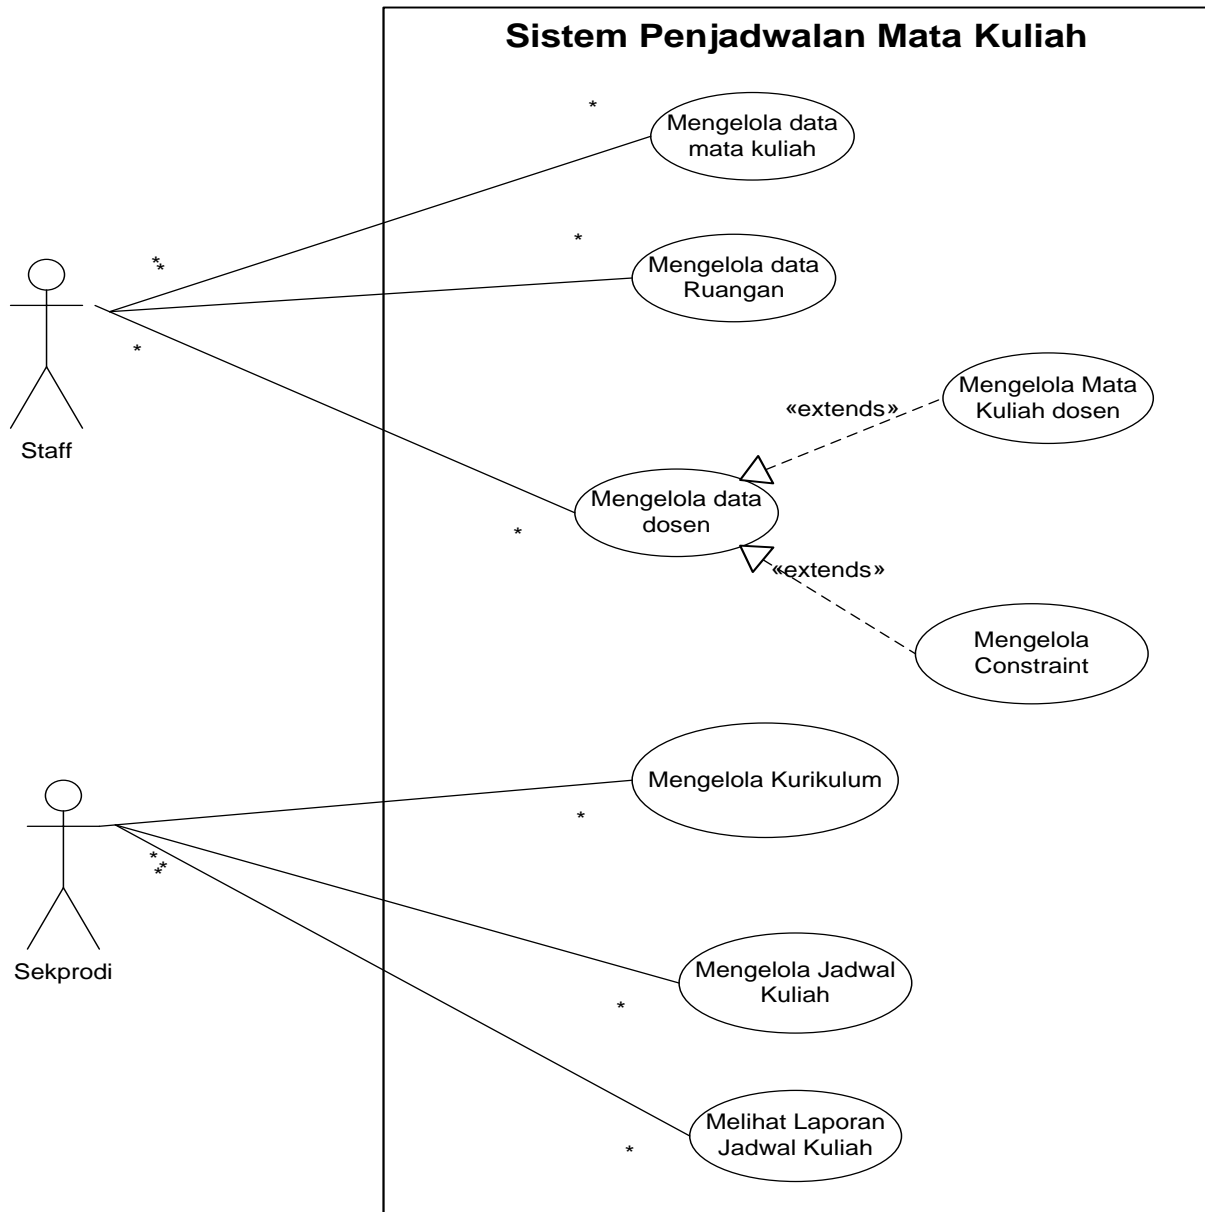 Sistem Penjadwalan Mata Kuliah
*
Mengelola data
mata kuliah
*
*
*
Mengelola data
Ruangan
*
Staff
Mengelola Mata
Kuliah dosen
«extends»
Mengelola data
dosen
*
«extends»
Mengelola
Constraint
Mengelola Kurikulum
*
*
*
*
Sekprodi
Mengelola Jadwal
Kuliah
*
Melihat Laporan
Jadwal Kuliah
*